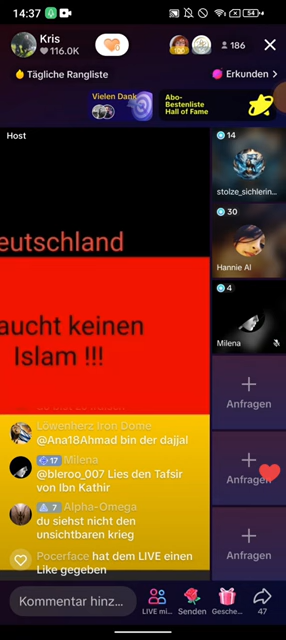 14:37
54
Kris
116.0K
186
Tägliche Rangliste
Erkunden
Vielen Dank
Abo-
Bestenliste
Hall of Fame
Host
14
stolze_sichlerin...
eutschland
30
Hannie Al
aucht keinen
Islam !!!
4
Milena
Anfragen
Löwenherz Iron Dome
@Ana18Ahmad bin der dajjal
17 Milena
@bleroo_007 Lies den Tafsir
von Ibn Kathir
Anfragen
7 Alpha-Omega
du siehst nicht den
unsichtbaren krieg
Pocerface hat dem LIVE einen
Like gegeben
Anfragen
Kommentar hinz...
LIVE mi...
Senden
Gesche...
47